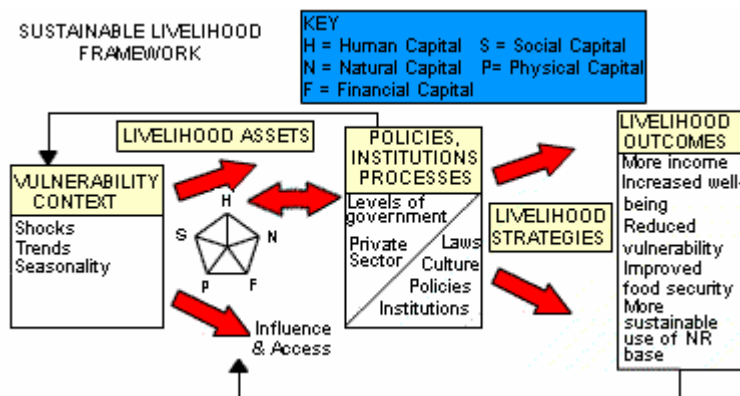 SUSTAINABLE LIVELIHOOD
FRAMEWORK
KEY
H = Human Capital S = Social Capital
N = Natural Capital P= Physical Capital
F = Financial Capital
LIVELIHOOD ASSETS
VULNERABILITY
CONTEXT
Shocks
Trends
Seasonality
H
S
N
P
F
Influence
& Access
POLICIES,
INSTITUTIONS
PROCESSES
Levels of
government
Private
Sector
Laws
Culture
Policies
Institutions
LIVELIHOOD
STRATEGIES
LIVELIHOOD
OUTCOMES
More income
Increased well-
being
Reduced
vulnerability
Improved
food security
More
sustainable
use of NR
base